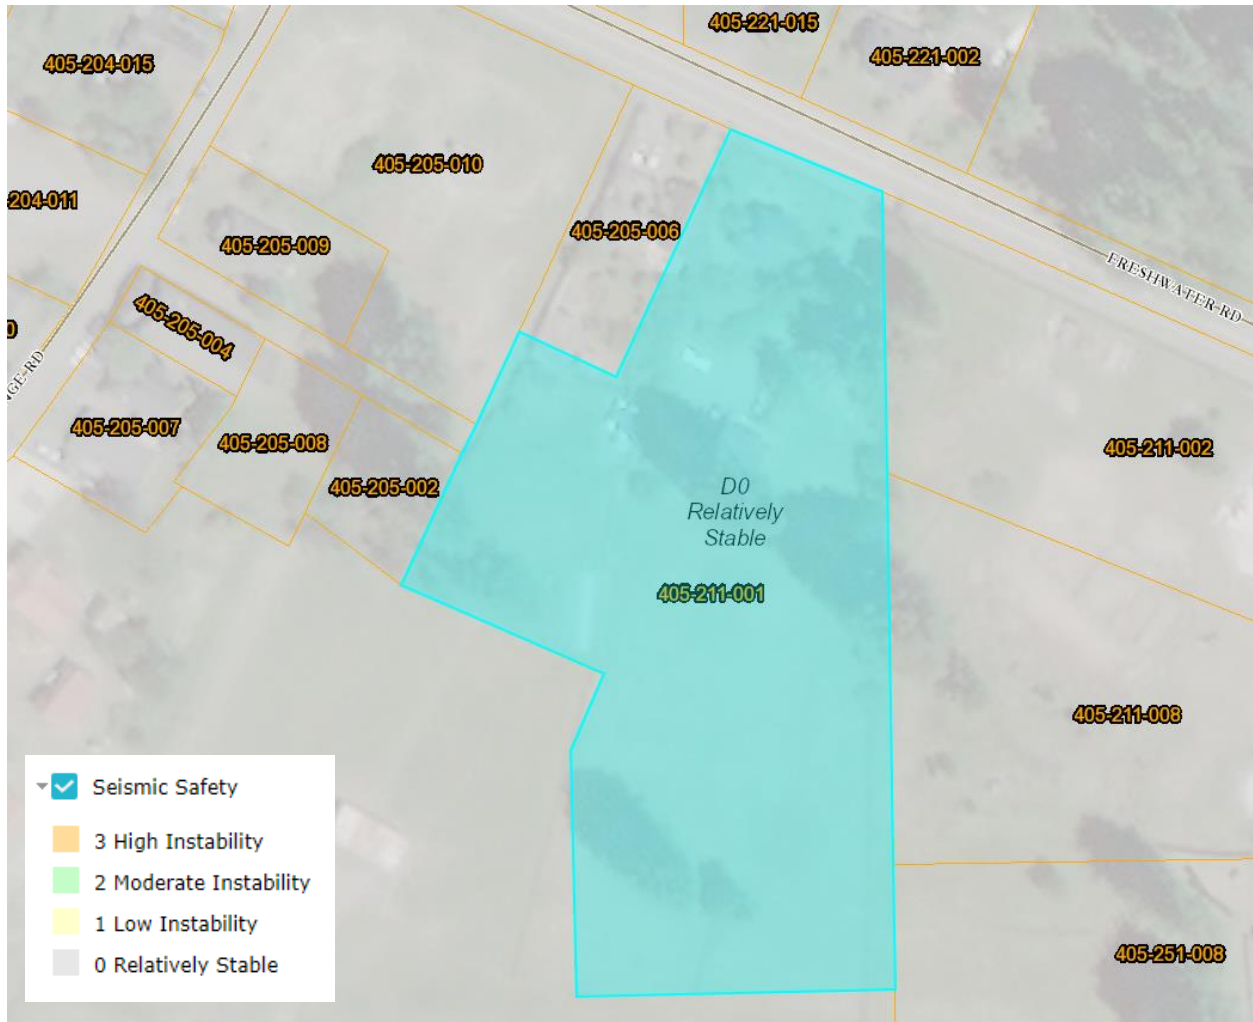 405-221-015
405-221-002
405-204-015
405-205-010
-204-011
405-205-006
405-205-009
FRESHWATER RD
405-205-004
0
NGE RD
405-205-007
405-205-008
405-211-002
405-205-002
D0
Relatively
Stable
405-211-001
405-211-008
405-251-008
Seismic Safety
3 High Instability
2 Moderate Instability
1 Low Instability
0 Relatively Stable